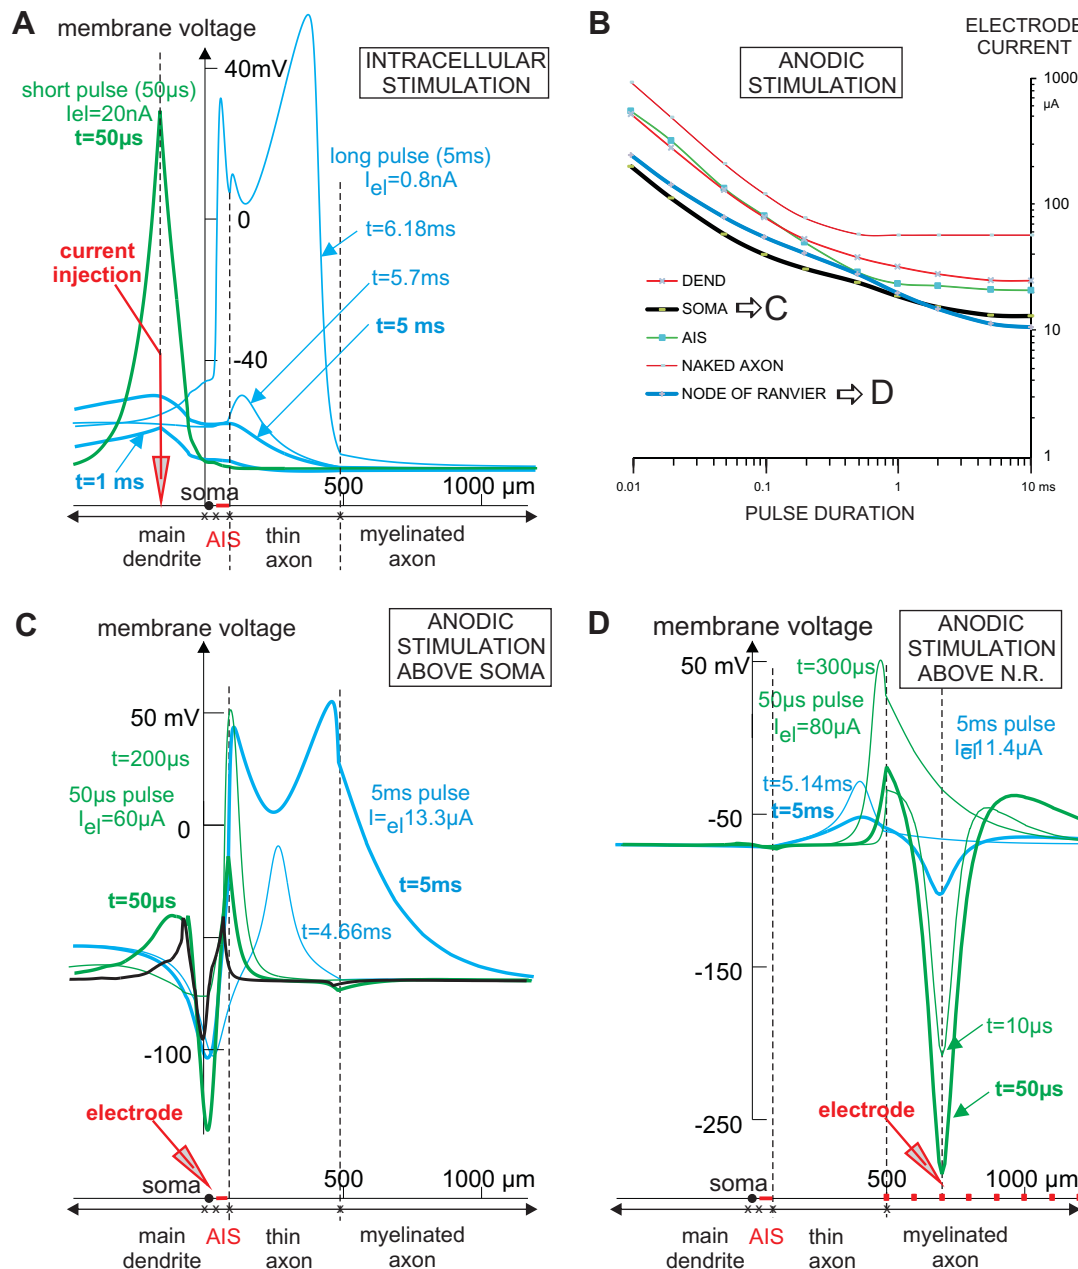 A
membrane voltage
40mV
INTRACELLULAR
STIMULATION
short pulse (50µs)
Iel=20nA
t=50µs
long pulse (5ms)
Iel=0.8nA
0
t=6.18ms
current
injection
t=5.7ms
t=5 ms
-40
t=1 ms
soma
500
1000 µm
main
dendrite
AIS
thin
axon
myelinated
axon
B
ELECTRODE
CURRENT
ANODIC
STIMULATION
1000
µA
100
10
1
DEND
SOMA ⇨ C
AIS
NAKED AXON
NODE OF RANVIER ⇨ D
0.01
0.1
1
10 ms
PULSE DURATION
C
membrane voltage
ANODIC
STIMULATION
ABOVE SOMA
50 mV
t=200µs
50µs pulse
Iel=60µA
5ms pulse
I=el13.3µA
0
t=50µs
t=5ms
t=4.66ms
-100
electrode
soma
500
1000 µm
main
dendrite
AIS
thin
axon
myelinated
axon
D
membrane voltage
ANODIC
STIMULATION
ABOVE N.R.
50 mV
t=300µs
50µs pulse
Iel=80µA
5ms pulse
Iel=11.4µA
t=5.14ms
t=5ms
-50
-150
t=10µs
t=50µs
-250
electrode
soma
500
1000 µm
main
dendrite
AIS
thin
axon
myelinated
axon